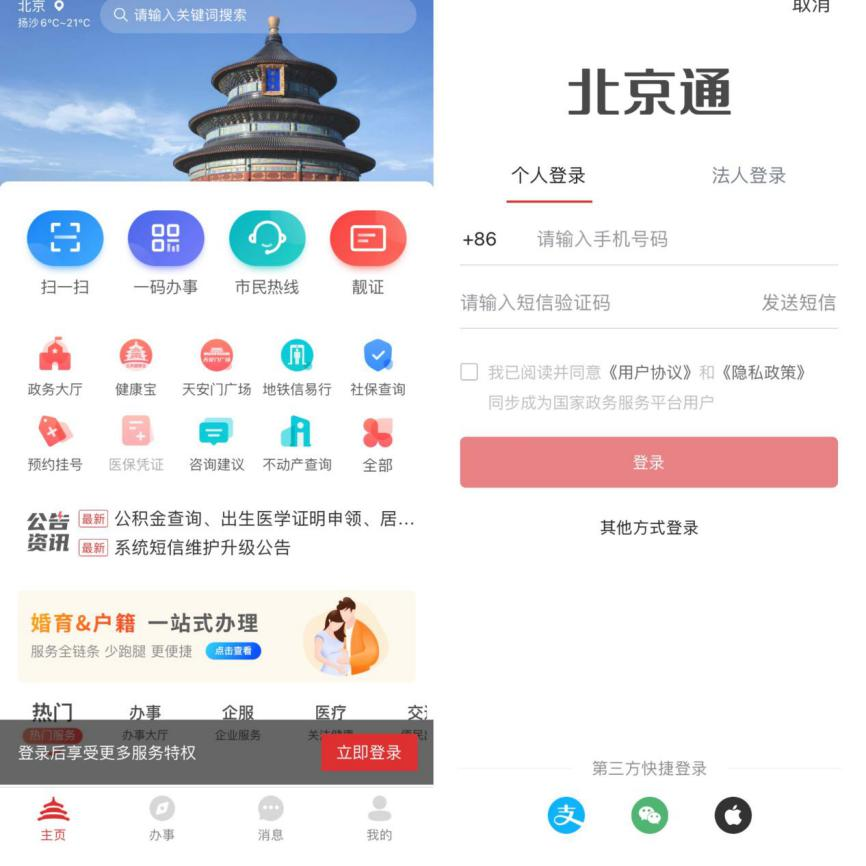 北京
扬沙 6°C~21°C
请输入关键词搜索
扫一扫
一码办事
市民热线
靓证
政务大厅
健康宝
天安门广场
地铁信易行
社保查询
预约挂号
医保凭证
咨询建议
不动产查询
全部
公告
资讯
最新 公积金查询、出生医学证明申领、居...
最新 系统短信维护升级公告
婚育&户籍 一站式办理
服务全链条 少跑腿 更便捷 点击查看
热门 办事 企服 医疗
热门服务 办事大厅 企业服务
登录后享受更多服务特权 立即登录
主页 办事 消息 我的
取消
北京通
个人登录 法人登录
+86 请输入手机号码
请输入短信验证码 发送短信
我已阅读并同意《用户协议》和《隐私政策》
同步成为国家政务服务平台用户
登录
其他方式登录
第三方快捷登录
支